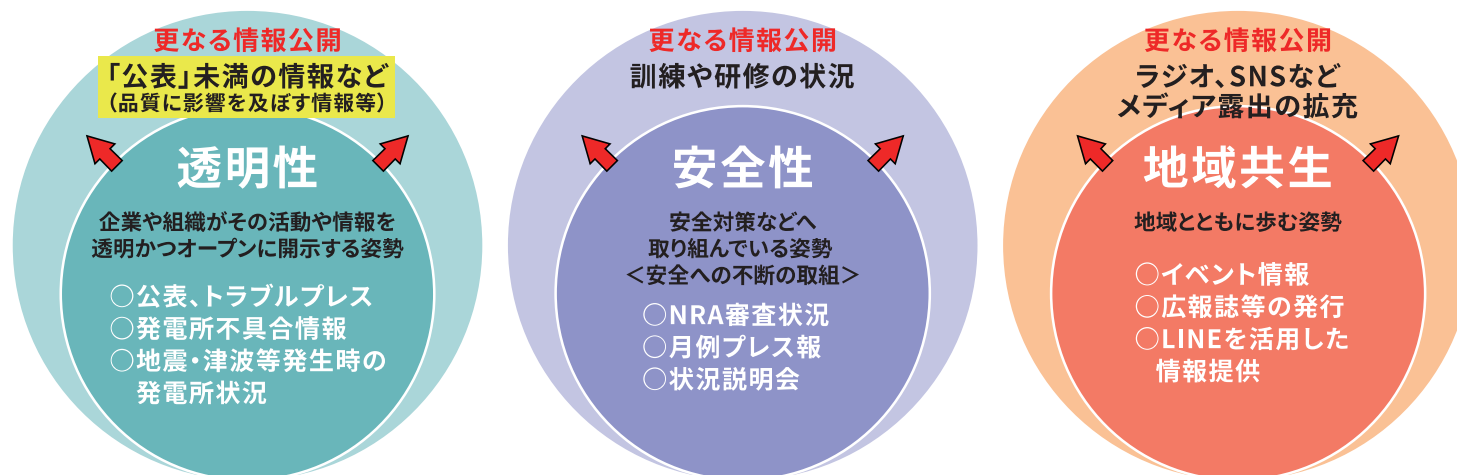 更なる情報公開
「公表」未満の情報など
（品質に影響を及ぼす情報等）
透明性
企業や組織がその活動や情報を
透明かつオープンに開示する姿勢
○公表、トラブルプレス
○発電所不具合情報
○地震・津波等発生時の
発電所状況
更なる情報公開
訓練や研修の状況
安全性
安全対策などへ
取り組んでいる姿勢
＜安全への不断の取組＞
○NRA審査状況
○月例プレス報
○状況説明会
更なる情報公開
ラジオ、SNSなど
メディア露出の拡充
地域共生
地域とともに歩む姿勢
○イベント情報
○広報誌等の発行
○LINEを活用した
情報提供